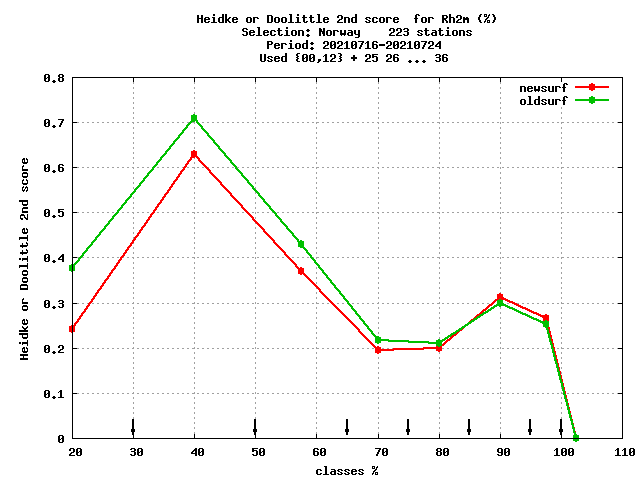 Heidke or Doolittle 2nd score  for Rh2m (%)
Selection: Norway    223 stations
Period: 20210716-20210724
Used {00,12} + 25 26 ... 36
newsurf
oldsurf
0.8
0.7
0.6
0.5
0.4
0.3
0.2
0.1
0
Heidke or Doolittle 2nd score
20 30 40 50 60 70 80 90 100 110
classes %